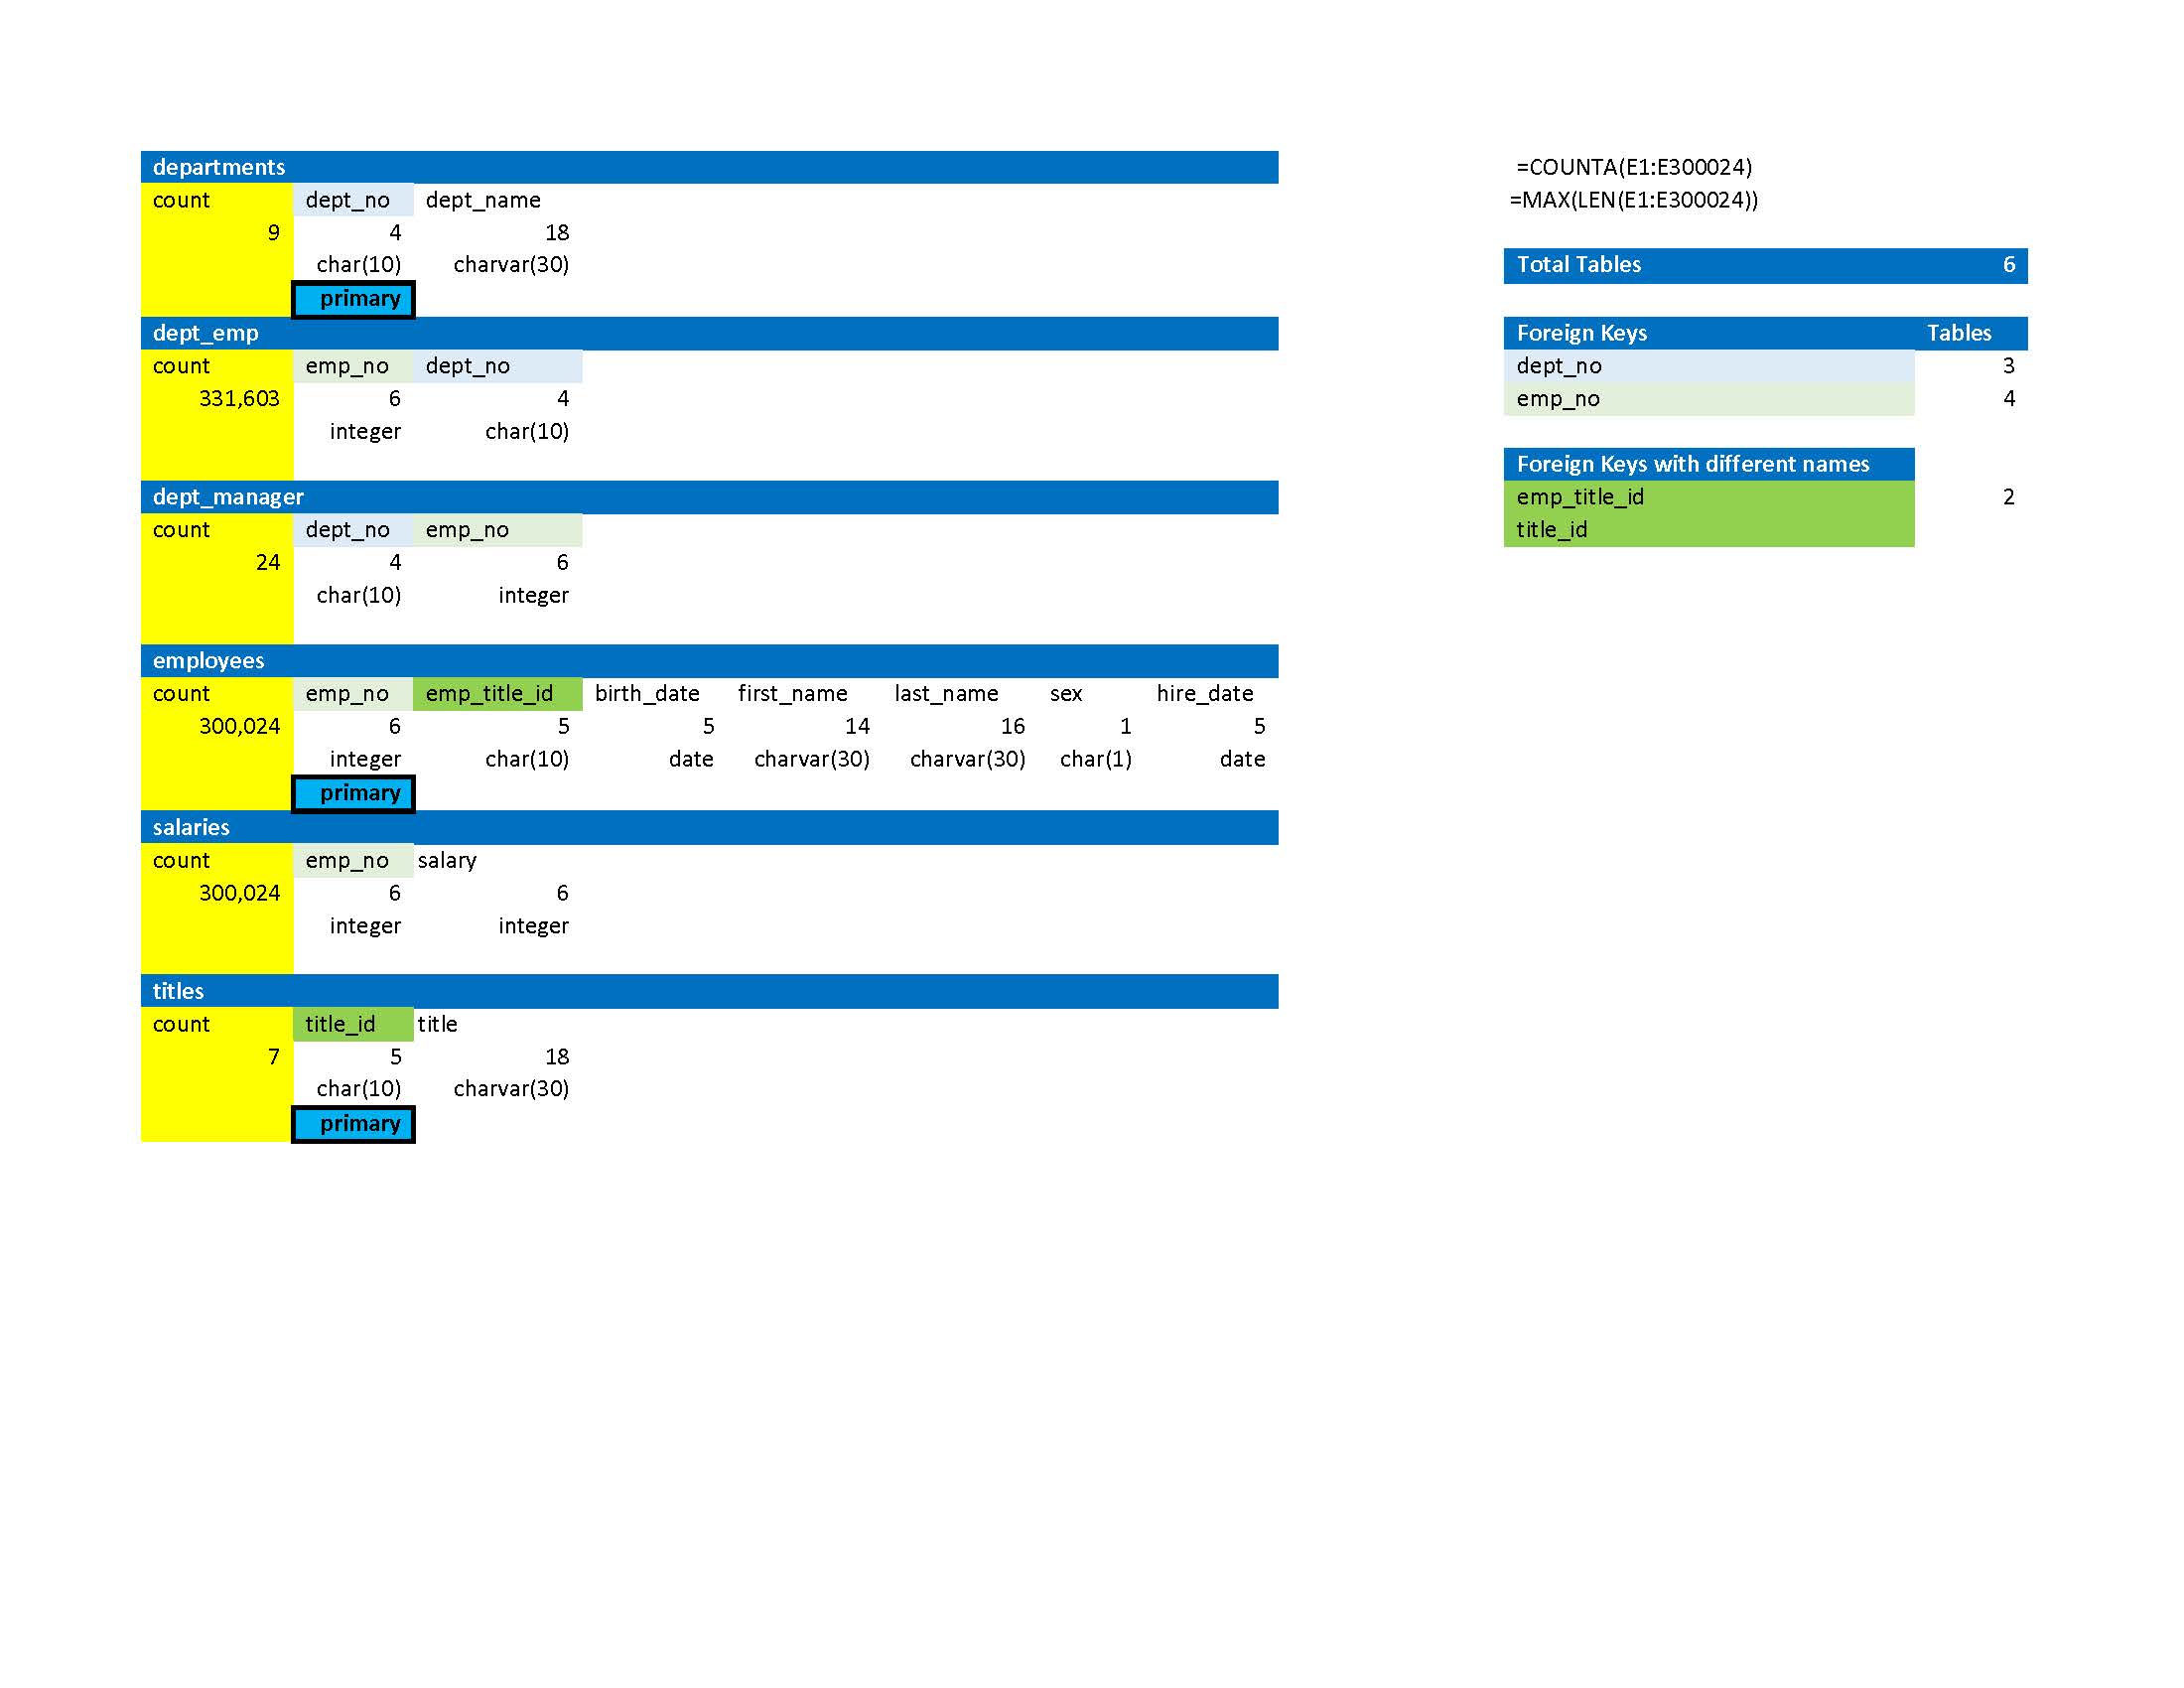 departments
count dept_no dept_name
9 4 18
char(10) charvar(30)
primary
dept_emp
count emp_no dept_no
331,603 6 4
integer char(10)
dept_manager
count dept_no emp_no
24 4 6
char(10) integer
employees
count emp_no emp_title_id birth_date first_name last_name sex hire_date
300,024 6 5 5 14 16 1 5
integer char(10) date charvar(30) charvar(30) char(1) date
primary
salaries
count emp_no salary
300,024 6 6
integer integer
titles
count title_id title
7 5 18
char(10) charvar(30)
primary
=COUNTA(E1:E300024)
=MAX(LEN(E1:E300024))
Total Tables 6
Foreign Keys Tables
dept_no 3
emp_no 4
Foreign Keys with different names
emp_title_id 2
title_id